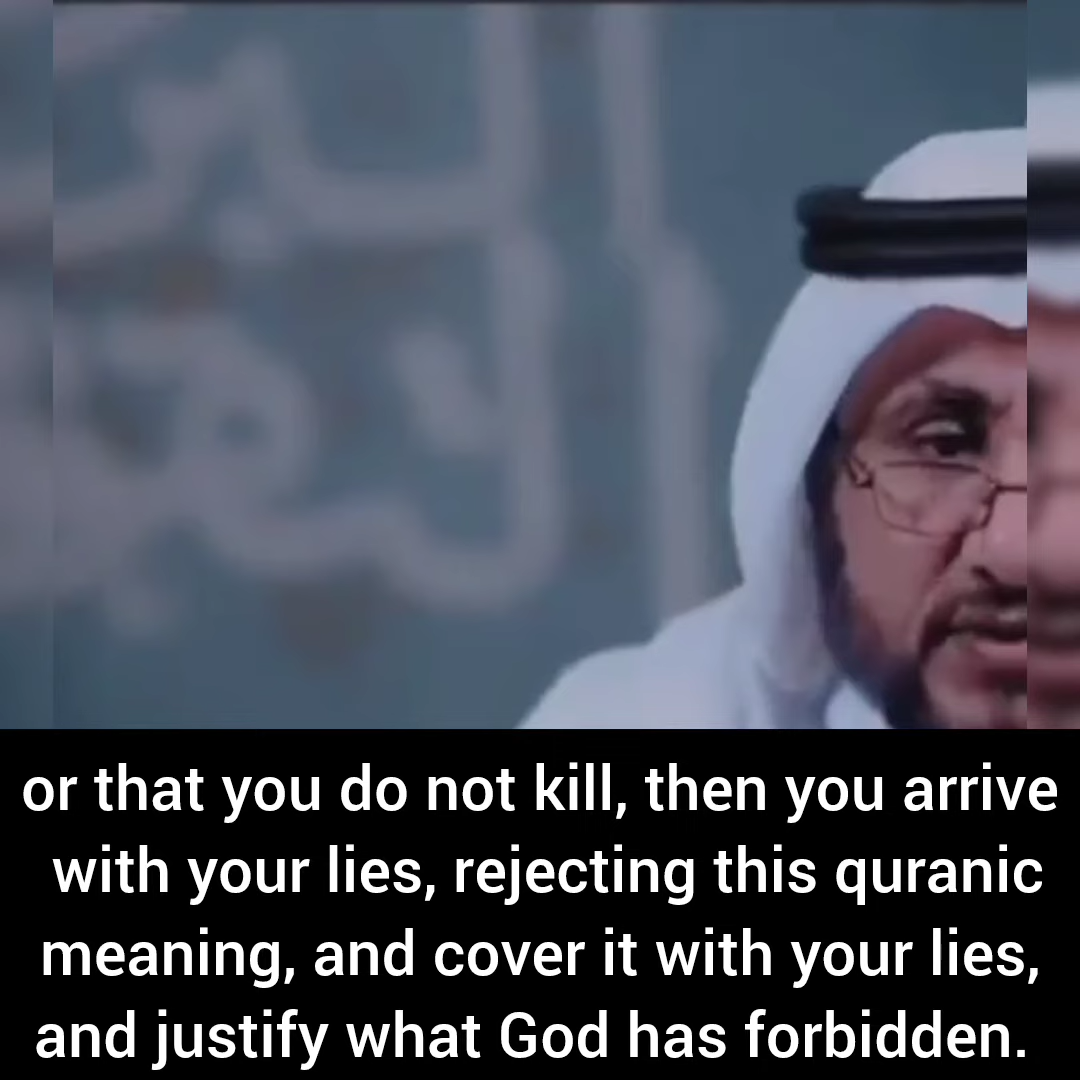 or that you do not kill, then you arrive
with your lies, rejecting this quranic
meaning, and cover it with your lies,
and justify what God has forbidden.